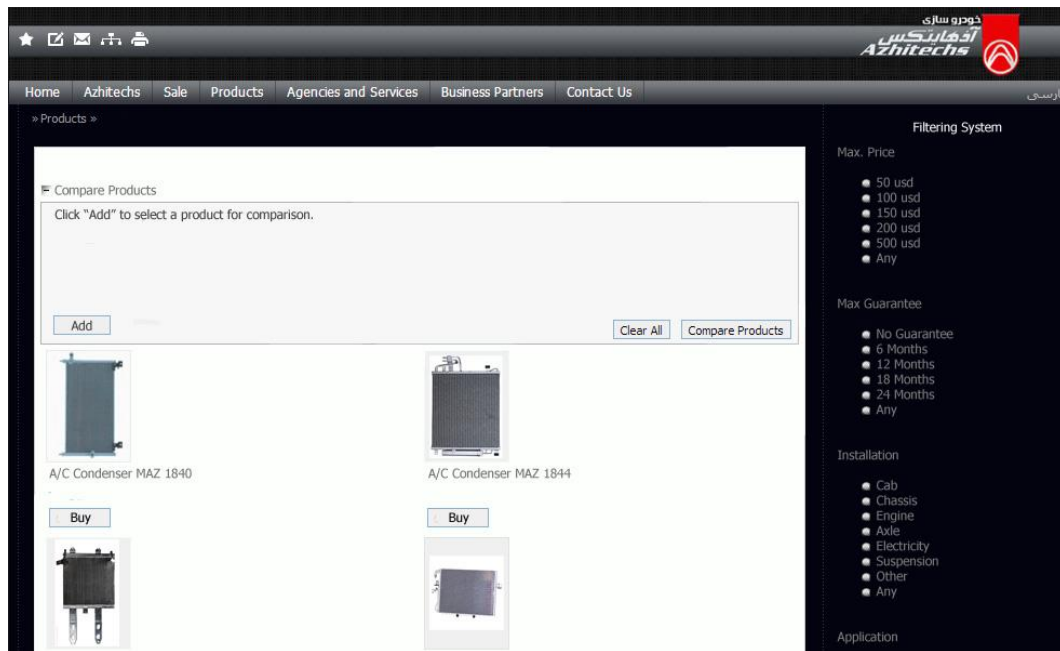 خودرو سازی
آذهایتکس
Azhitechs
Home Azhitechs Sale Products Agencies and Services Business Partners Contact Us فارسی
» Products »
Filtering System
Max. Price
50 usd
100 usd
150 usd
200 usd
500 usd
Any
Max Guarantee
No Guarantee
6 Months
12 Months
18 Months
24 Months
Any
Installation
Cab
Chassis
Engine
Axle
Electricity
Suspension
Other
Any
Application
Compare Products
Click “Add” to select a product for comparison.
Add
Clear All Compare Products
A/C Condenser MAZ 1840
A/C Condenser MAZ 1844
Buy
Buy